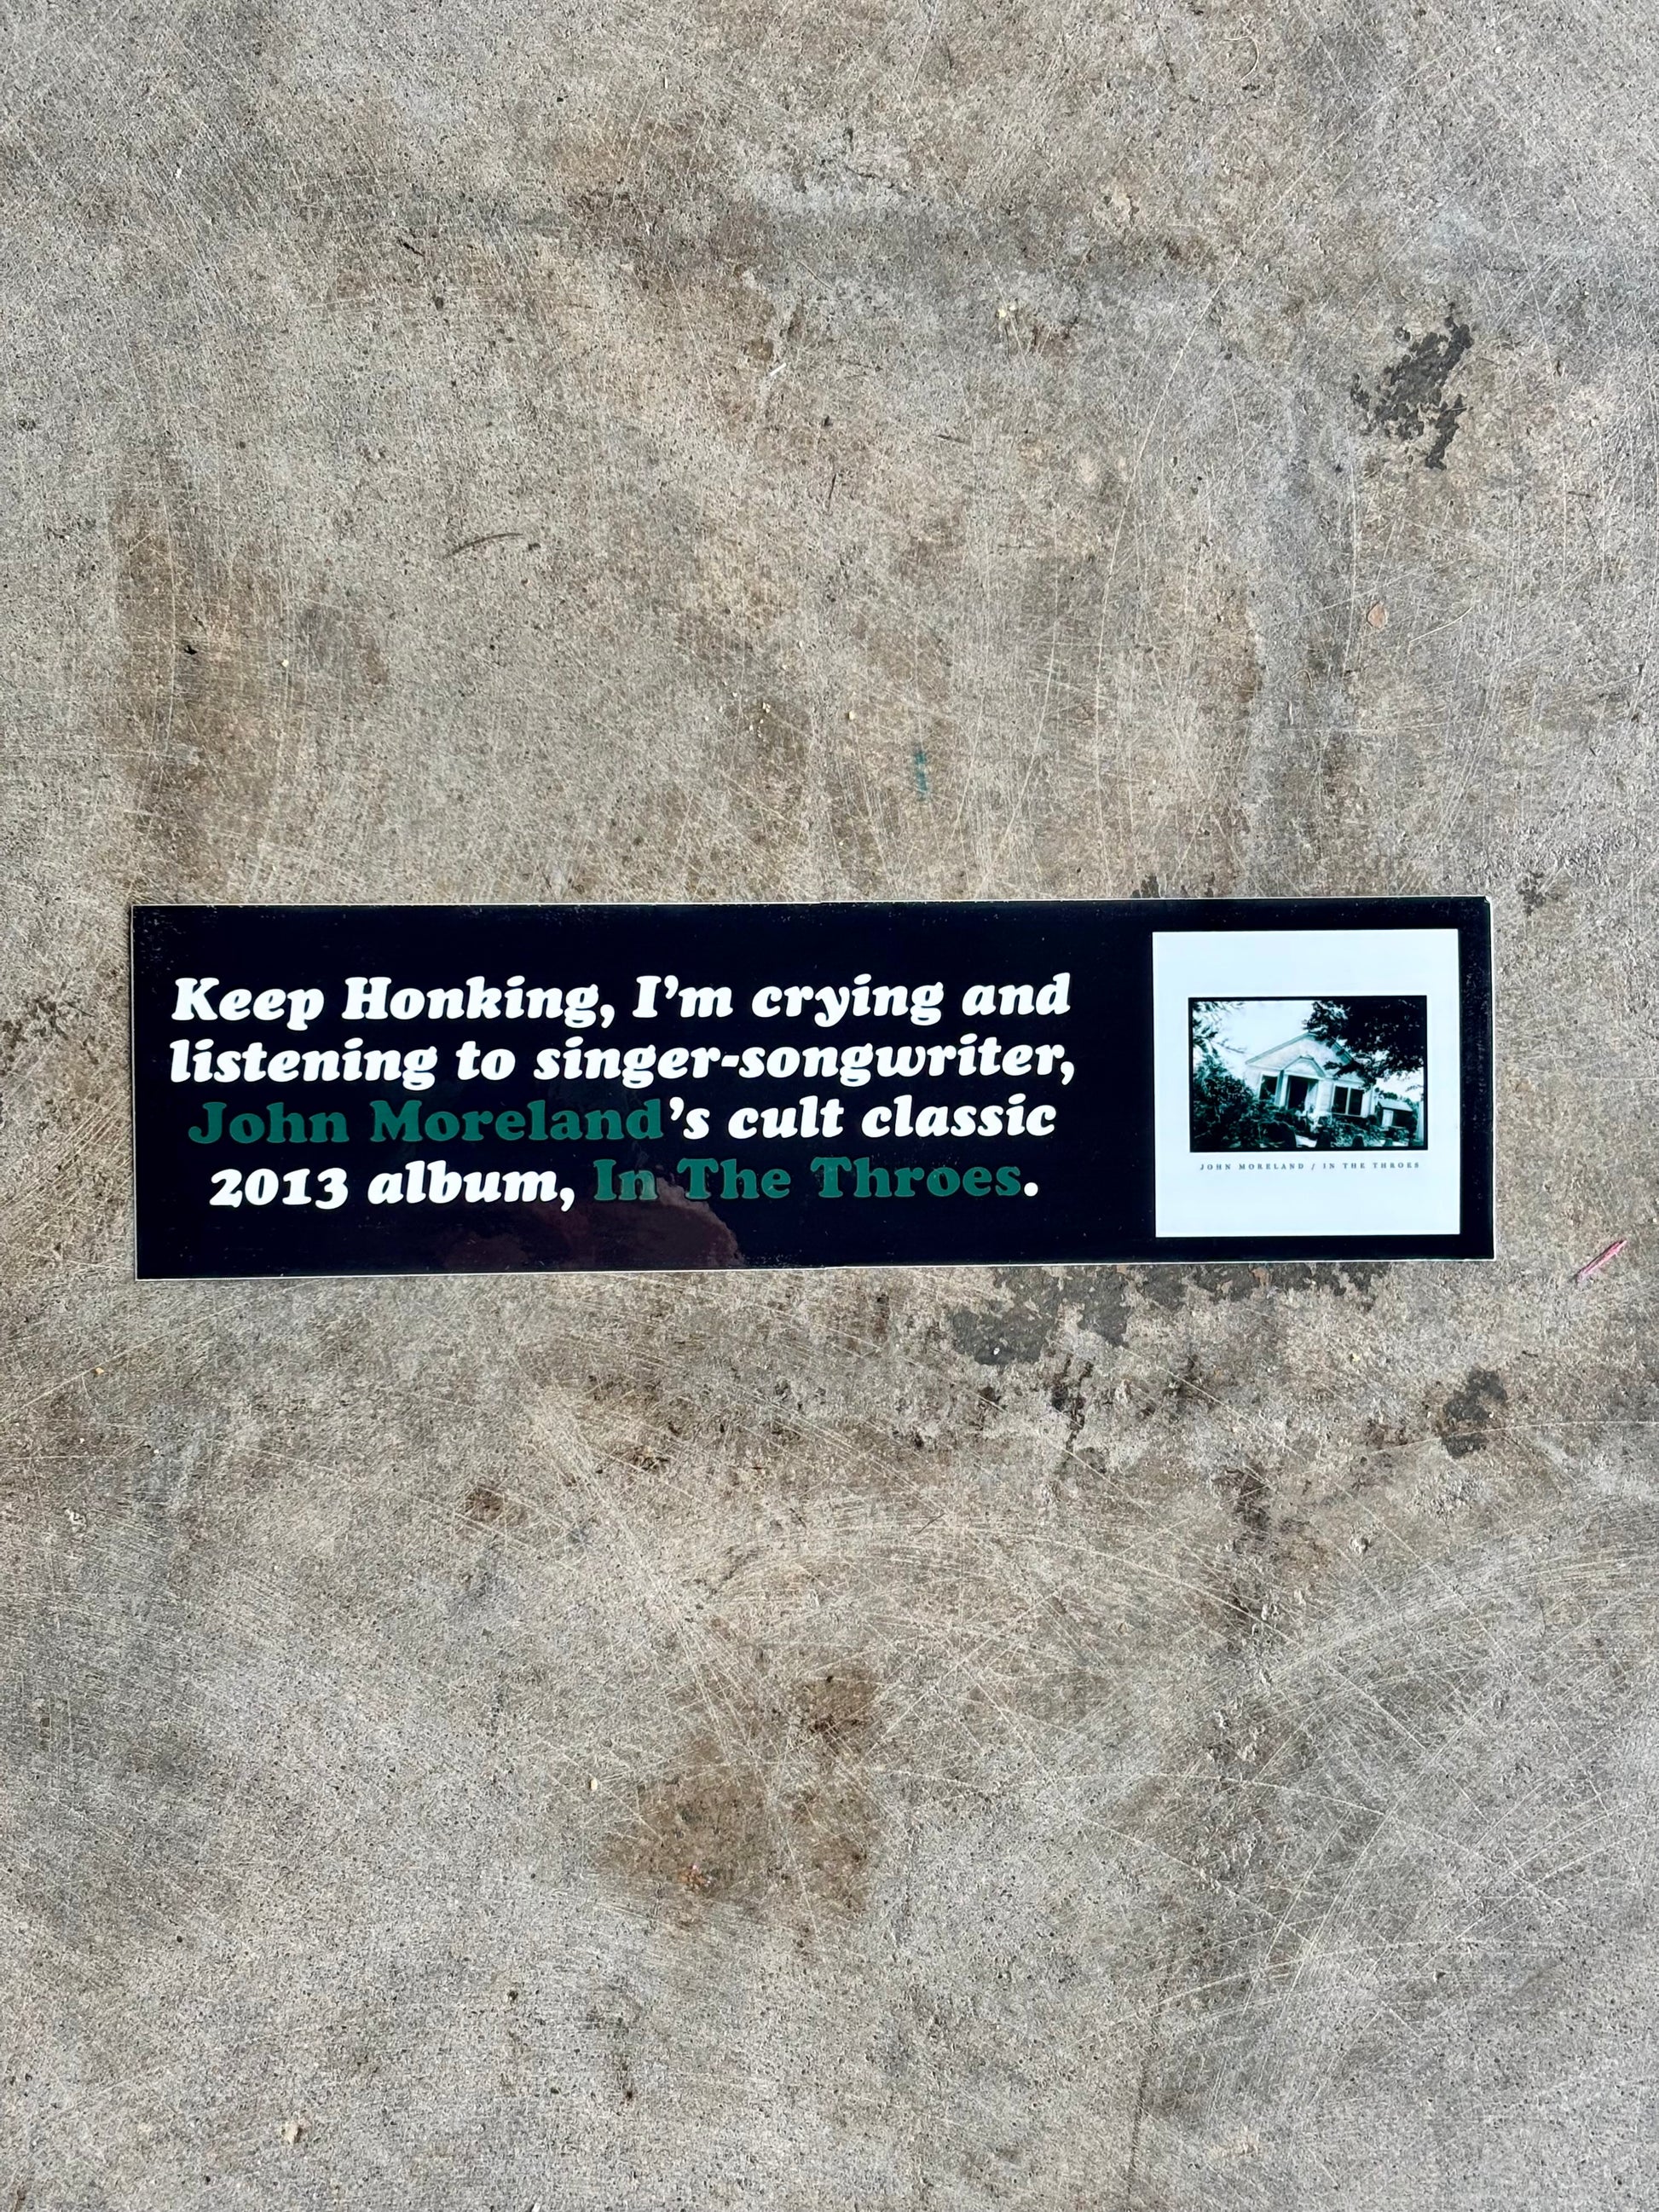 Keep Honking, I'm crying and
listening to singer-songwriter,
John Moreland's cult classic
2013 album, In The Throes.
JOHN MORELAND / IN THE THROES